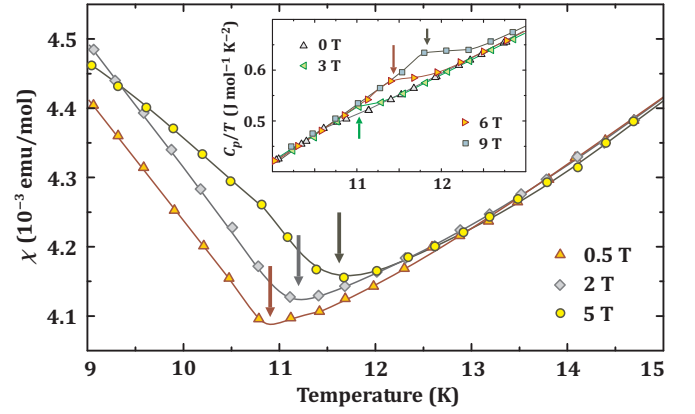 4.5
4.4
4.3
4.2
4.1
χ (10⁻³ emu/mol)
9 10 11 12 13 14 15
Temperature (K)
0.5 T
2 T
5 T
0.6
0.5
C_p/T (J mol⁻¹ K⁻²)
11 12
0 T
3 T
6 T
9 T